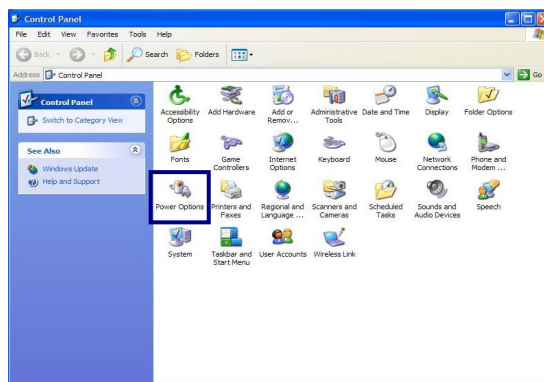 Control Panel
File Edit View Favorites Tools Help
Back Search Folders
Address Control Panel Go
Control Panel
Switch to Category View
See Also
Windows Update
Help and Support
Accessibility Options
Add Hardware
Add or Remov...
Administrative Tools
Date and Time
Display
Folder Options
Fonts
Game Controllers
Internet Options
Keyboard
Mouse
Network Connections
Phone and Modem ...
Power Options
Printers and Faxes
Regional and Language ...
Scanners and Cameras
Scheduled Tasks
Sounds and Audio Devices
Speech
System
Taskbar and Start Menu
User Accounts
Wireless Link